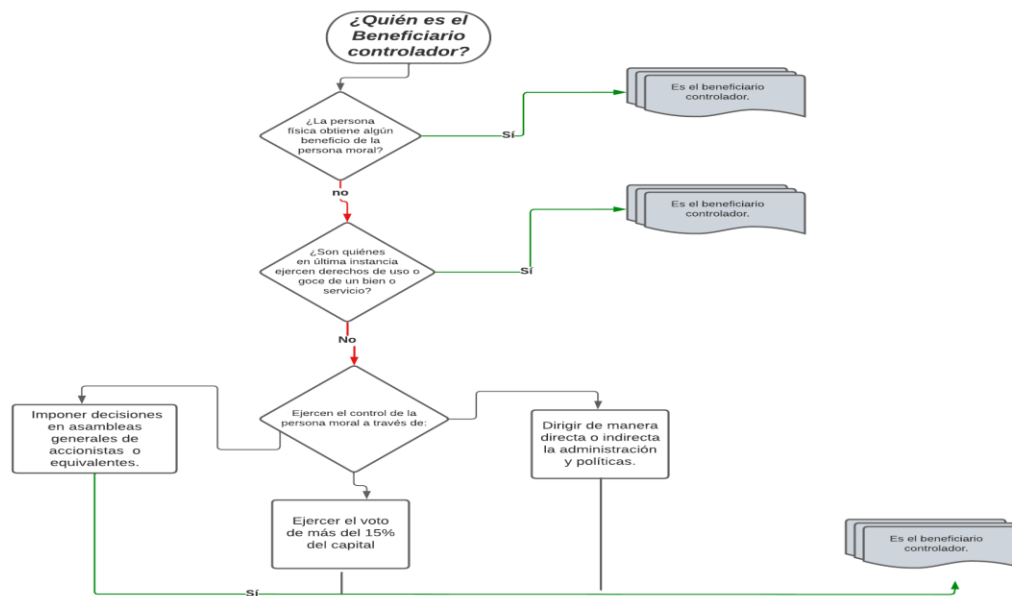 ¿Quién es el
Beneficiario
controlador?
Es el beneficiario
controlador.
¿La persona
física obtiene algún
beneficio de la
persona moral?
Sí
no
Es el beneficiario
controlador.
¿Son quiénes
en última instancia
ejercen derechos de uso o
goce de un bien o
servicio?
Sí
No
Imponer decisiones
en asambleas
generales de
accionistas o
equivalentes.
Ejercen el control de la
persona moral a través de:
Dirigir de manera
directa o indirecta
la administración
y políticas.
Ejercer el voto
de más del 15%
del capital
Es el beneficiario
controlador.
Sí